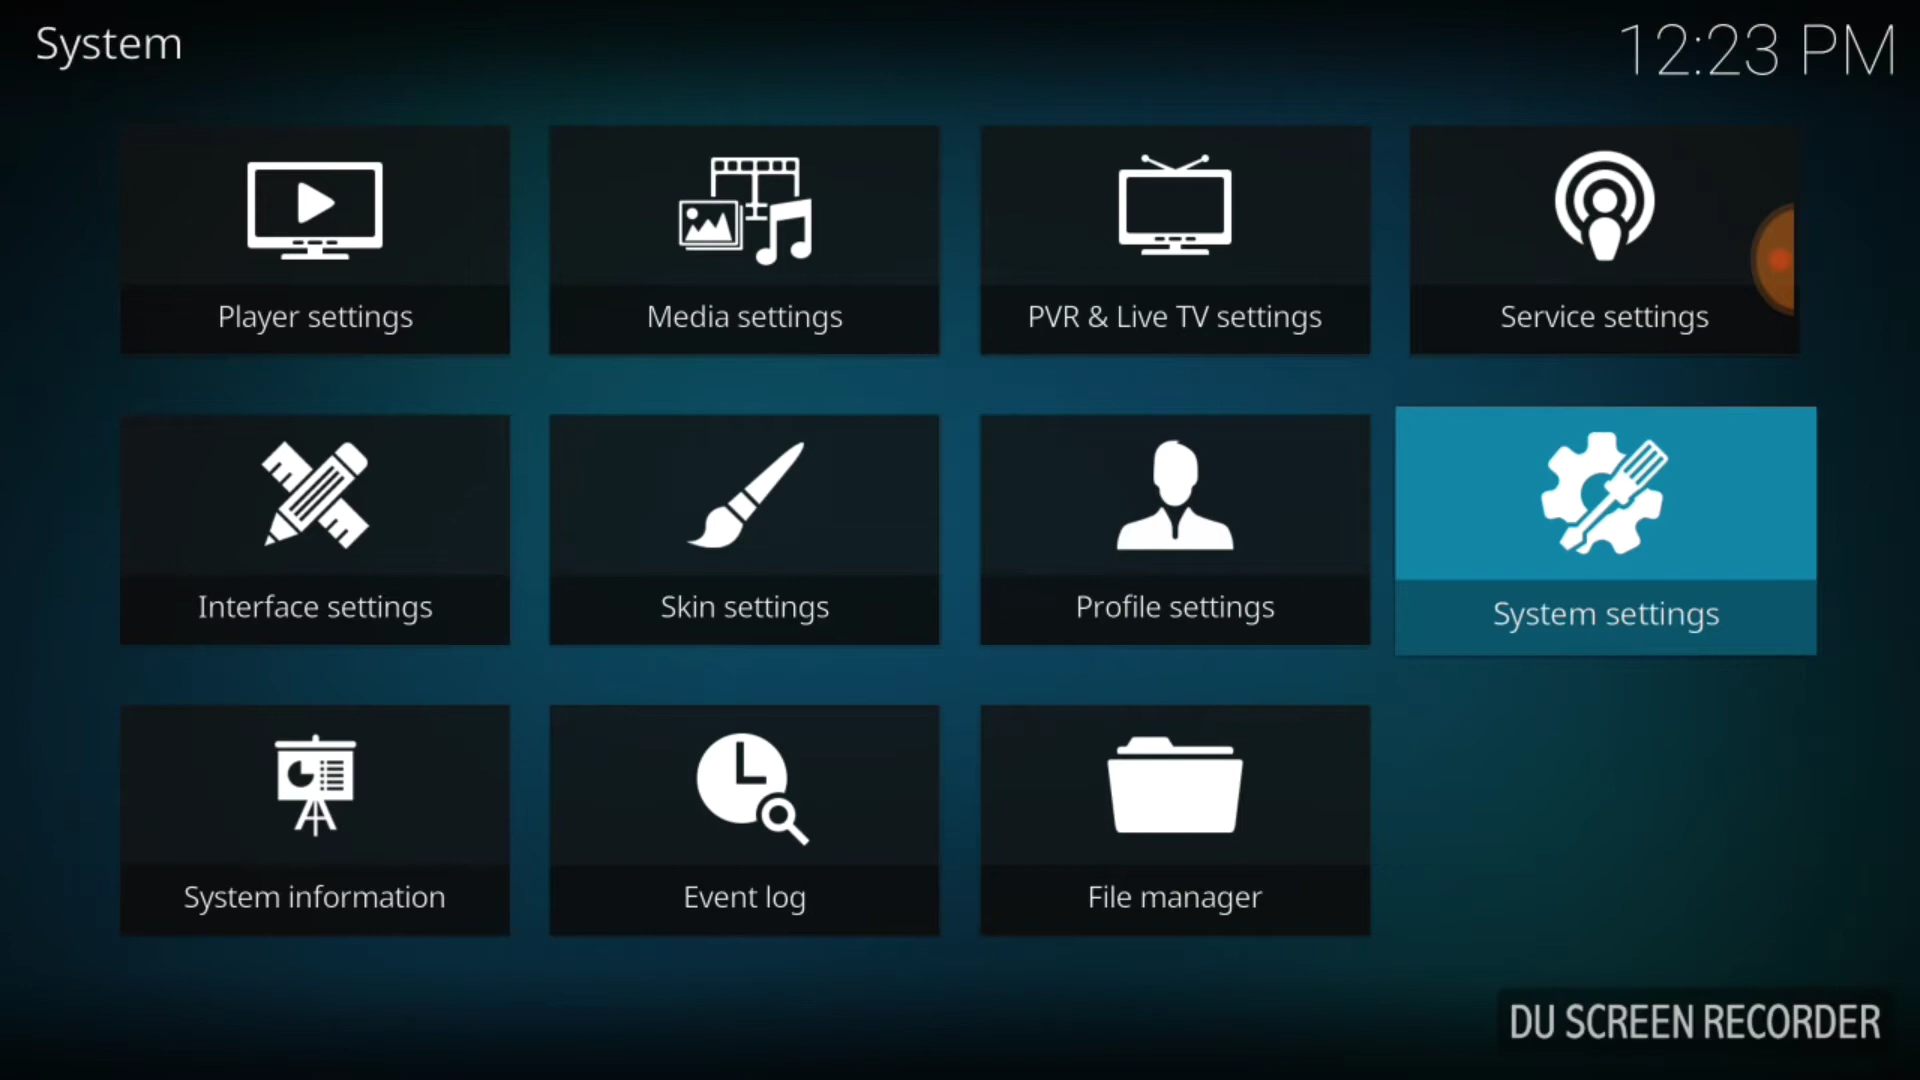 System
12:23 PM
Player settings
Media settings
PVR & Live TV settings
Service settings
Interface settings
Skin settings
Profile settings
System settings
System information
Event log
File manager
DU SCREEN RECORDER